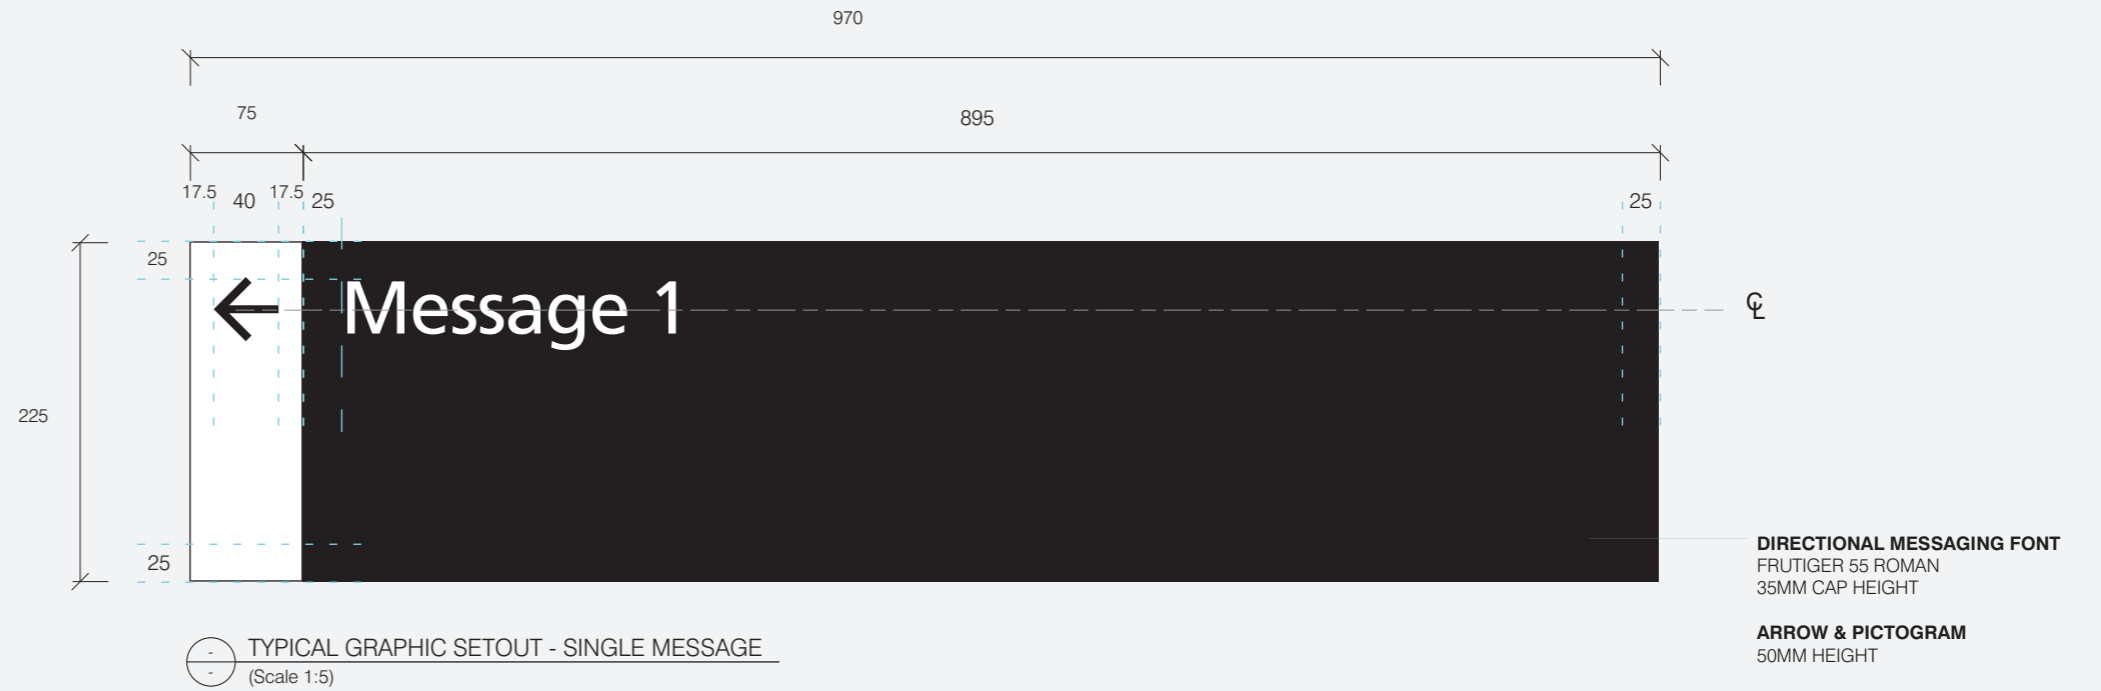 970
75
895
17.5
40
17.5
25
25
25
Message 1
℄
225
25
DIRECTIONAL MESSAGING FONT
FRUTIGER 55 ROMAN
35MM CAP HEIGHT
ARROW & PICTOGRAM
50MM HEIGHT
-
-
TYPICAL GRAPHIC SETOUT - SINGLE MESSAGE
(Scale 1:5)